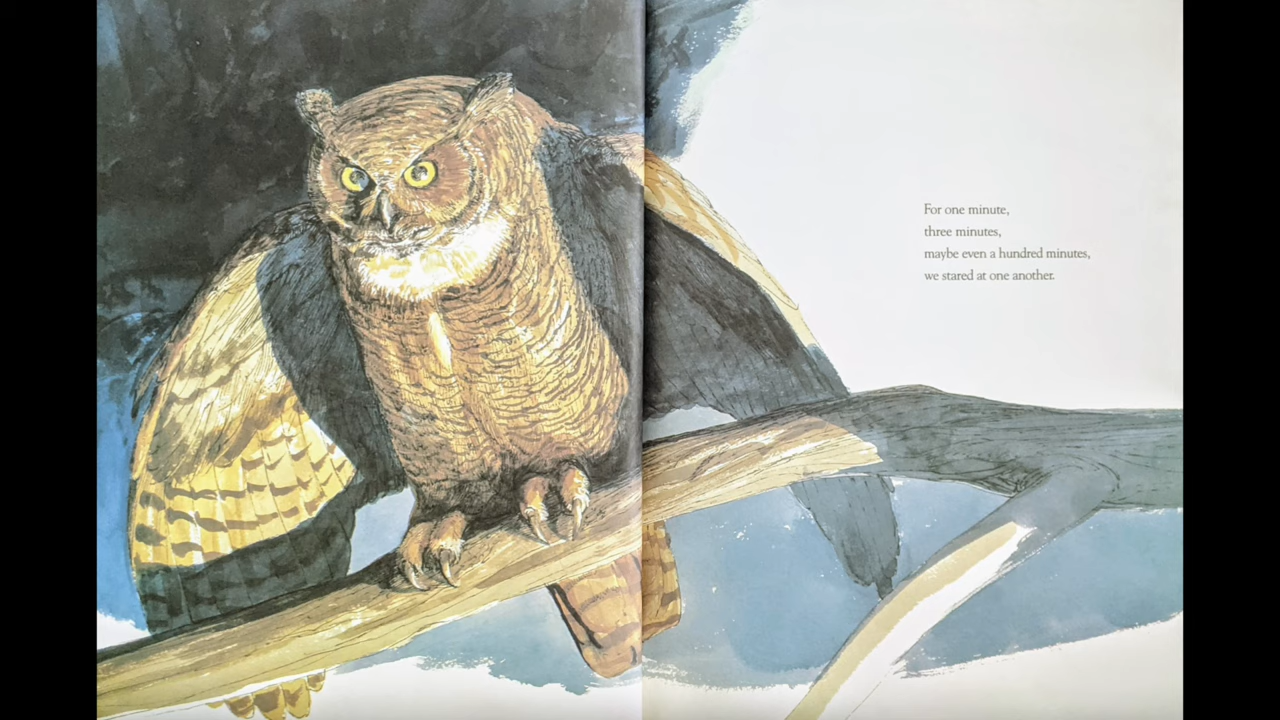 For one minute,
three minutes,
maybe even a hundred minutes,
we stared at one another.